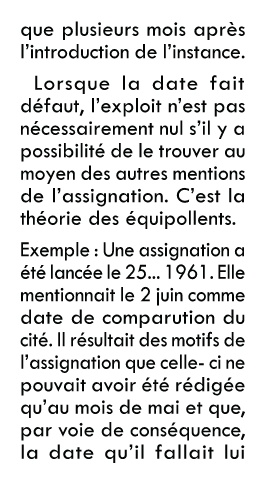 que plusieurs mois après
l'introduction de l'instance.
Lorsque la date fait
défaut, l'exploit n'est pas
nécessairement nul s'il y a
possibilité de le trouver au
moyen des autres mentions
de l'assignation. C'est la
théorie des équipollents.
Exemple : Une assignation a
été lancée le 25... 1961. Elle
mentionnait le 2 juin comme
date de comparution du
cité. Il résultait des motifs de
l'assignation que celle- ci ne
pouvait avoir été rédigée
qu'au mois de mai et que,
par voie de conséquence,
la date qu'il fallait lui